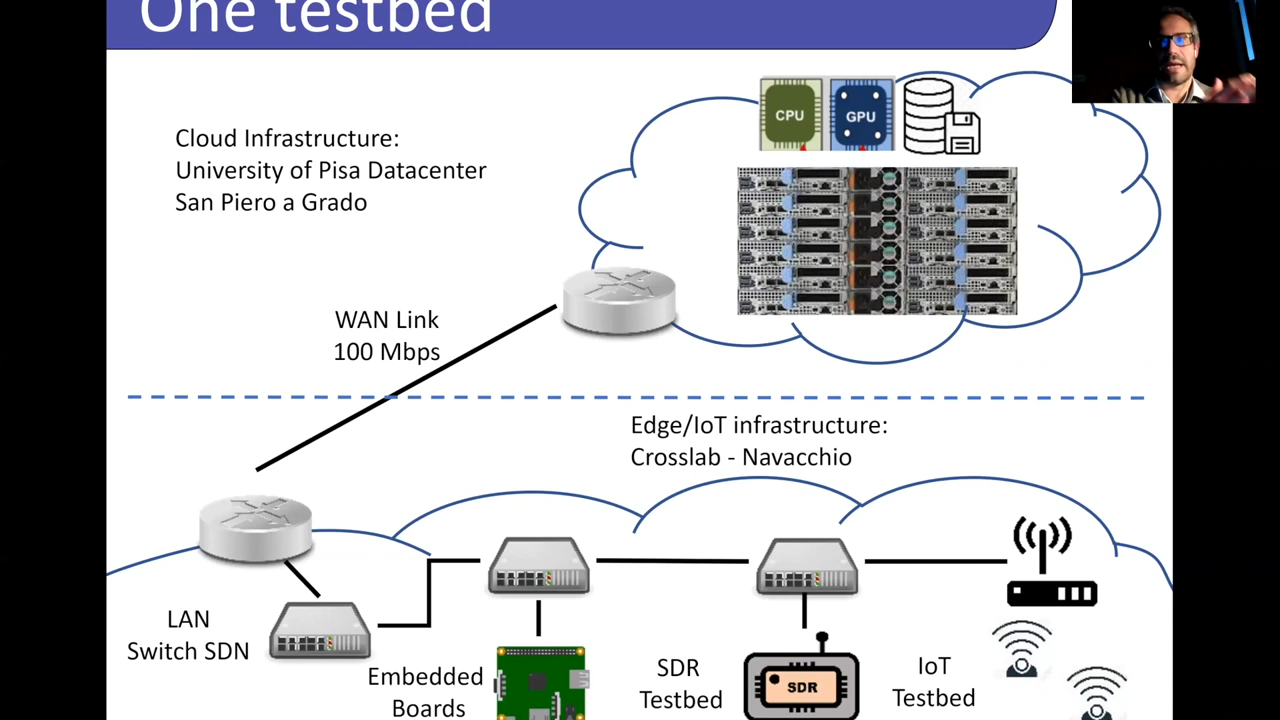 One testbed
CPU
GPU
Cloud Infrastructure:
University of Pisa Datacenter
San Piero a Grado
WAN Link
100 Mbps
Edge/IoT infrastructure:
Crosslab - Navacchio
LAN
Switch SDN
Embedded
Boards
SDR
Testbed
SDR
IoT
Testbed